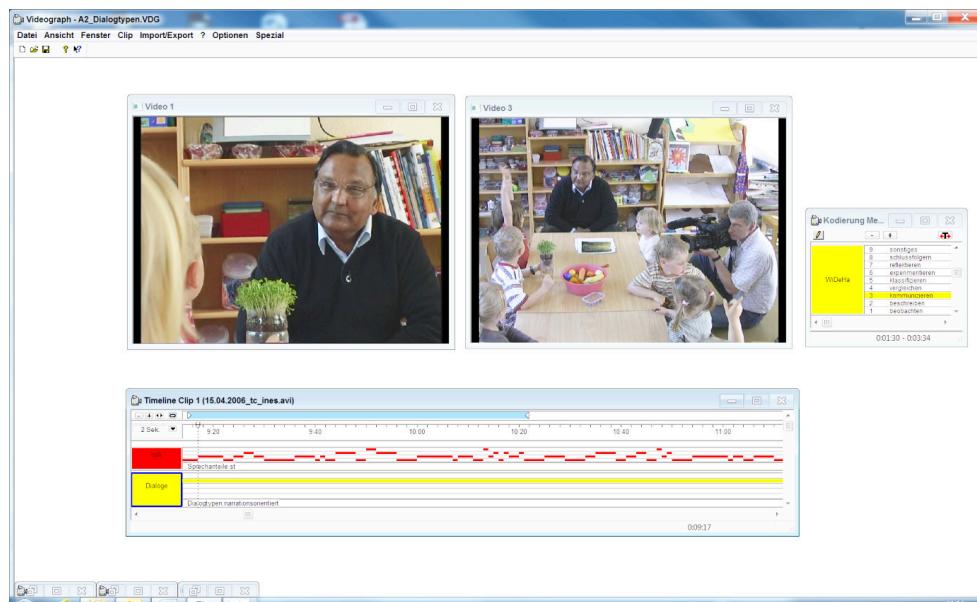 Videograph - A2_Dialogtypen.VDG
Datei Ansicht Fenster Clip Import/Export ? Optionen Spezial
Video 1
Video 3
Kodierung Me...
WiDeHa
9 sonstiges
8 schlussfolgern
7 reflektieren
6 experimentieren
5 klassifizieren
4 vergleichen
3 kommunizieren
2 beschreiben
1 beobachten
0:01:30 - 0:03:34
Timeline Clip 1 (15.04.2006_tc_ines.avi)
2 Sek.
9:20 9:40 10:00 10:20 10:40 11:00
Sprechanteile.st
Dialoge
Dialogtypen.narrationsorientiert
0:09:17